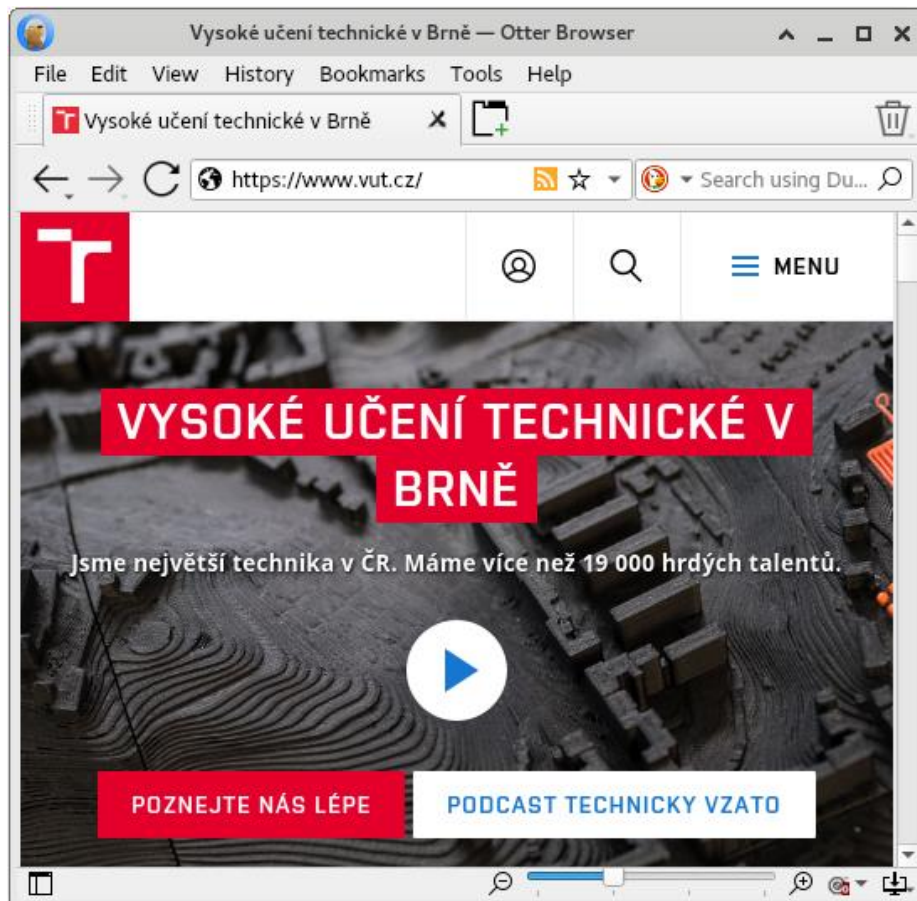 Vysoké učení technické v Brně — Otter Browser
File Edit View History Bookmarks Tools Help
Vysoké učení technické v Brně
https://www.vut.cz/ Search using Du...
MENU
VYSOKÉ UČENÍ TECHNICKÉ V
BRNĚ
Jsme největší technika v ČR. Máme více než 19 000 hrdých talentů.
POZNEJTE NÁS LÉPE PODCAST TECHNICKY VZATO